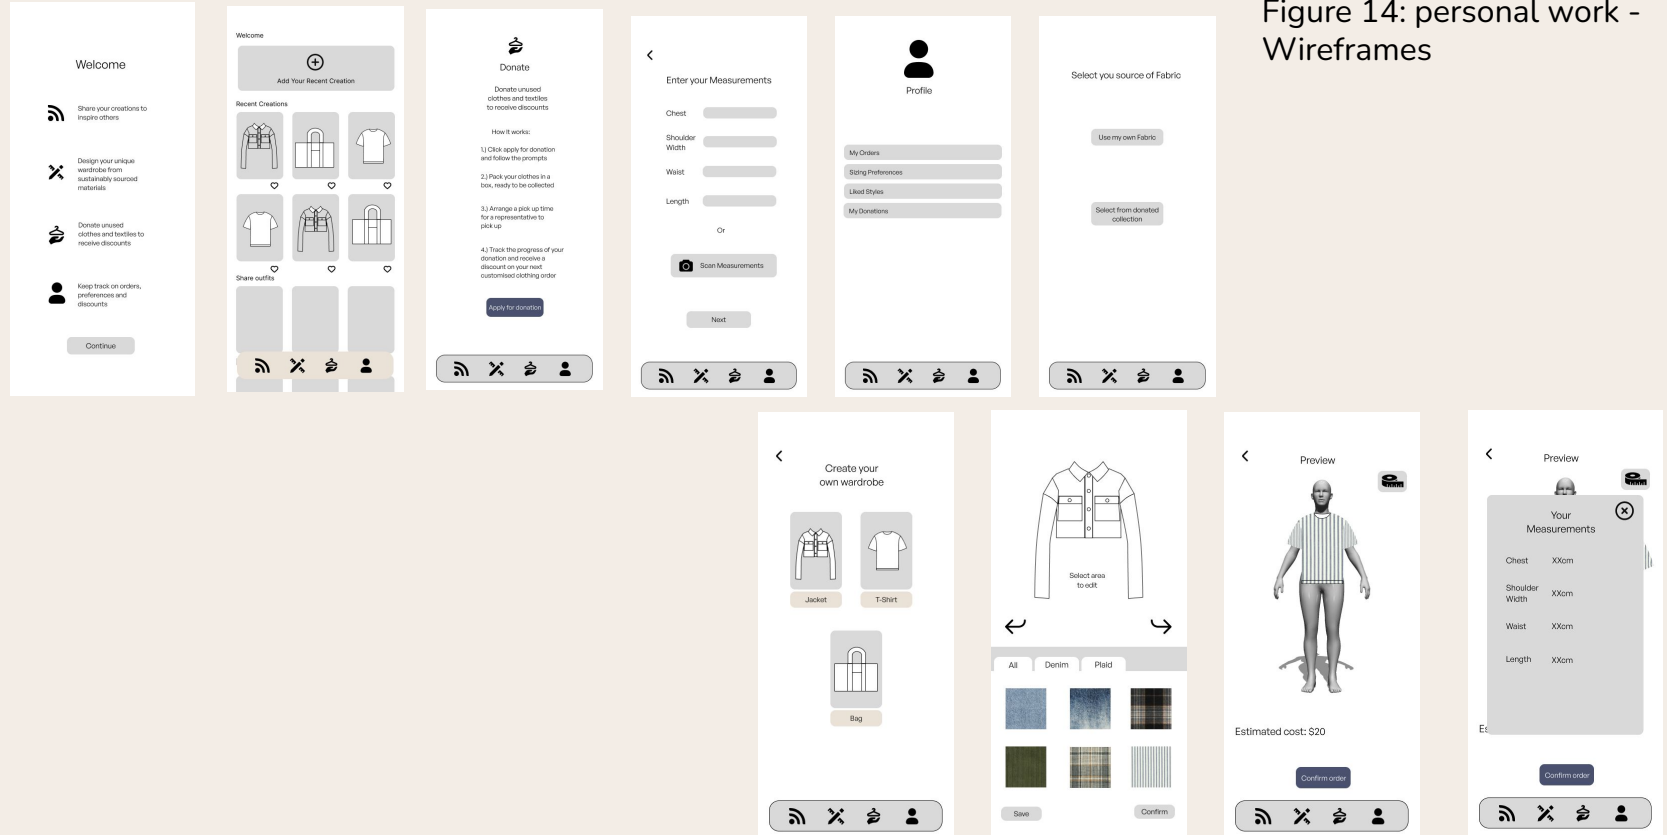 Figure 14: personal work -
Wireframes
Welcome
Share your creations to
inspire others
Design your unique
wardrobe from
sustainably sourced
materials
Donate unused
clothes and textiles to
receive discounts
Keep track on orders,
preferences and
discounts
Continue
Welcome
Add Your Recent Creation
Recent Creations
Share outfits
Donate
Donate unused
clothes and textiles
to receive discounts
How It works:
1.) Click apply for donation
and follow the prompts
2.) Pack your clothes in a
box, ready to be collected
3.) Arrange a pick up time
for a representative to
pick up
4.) Track the progress of your
donation and receive a
discount on your next
customised clothing order
Apply for donation
Enter your Measurements
Chest
Shoulder
Width
Waist
Length
Or
Scan Measurements
Next
Profile
My Orders
Sizing Preferences
Liked Styles
My Donations
Select you source of Fabric
Use my own Fabric
Select from donated
collection
Create your
own wardrobe
Jacket
T-Shirt
Bag
Select area
to edit
All
Denim
Plaid
Save
Confirm
Preview
Estimated cost: $20
Confirm order
Preview
Your
Measurements
Chest XXcm
Shoulder
Width XXcm
Waist XXcm
Length XXcm
Es
Confirm order